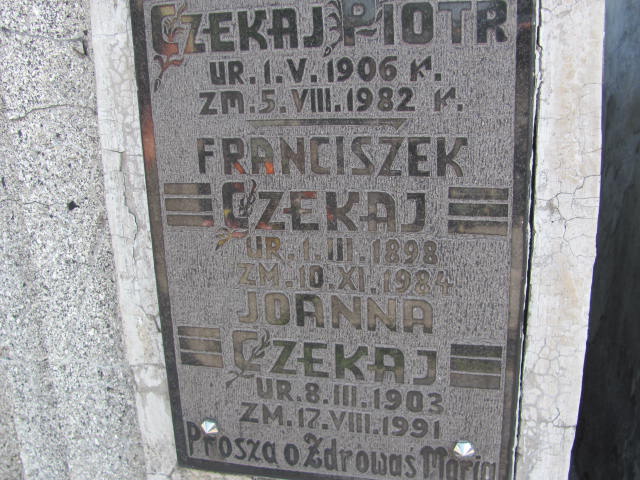 CZEKAJ PIOTR
UR. 1. V. 1906 R.
ZM. 5. VIII. 1982 R.
FRANCISZEK
CZEKAJ
UR. 1. III. 1898
ZM. 10. XI. 1984
JOANNA
CZEKAJ
UR. 8. III. 1903
ZM. 17. VIII. 1991
Prosza o Zdrowaś Maria